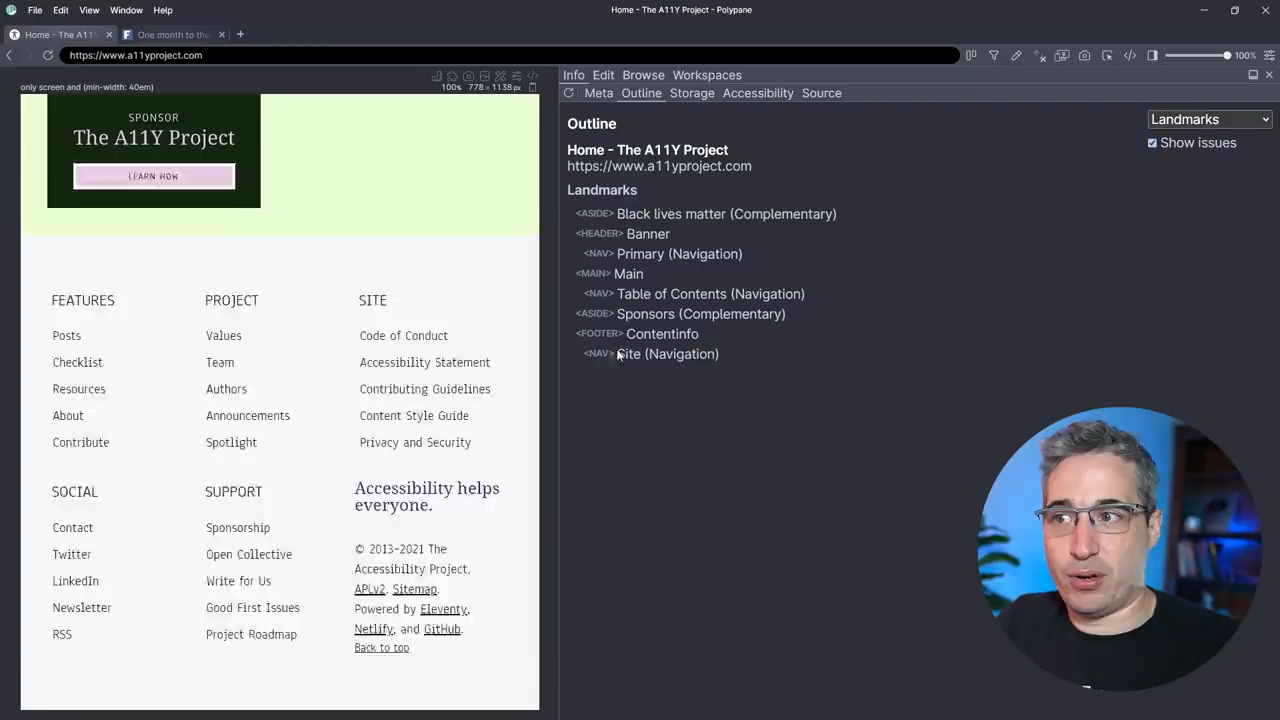 File Edit View Window Help
Home - The A11Y Project - Polypane
Home - The A11
One month to the
https://www.a11yproject.com
100%
only screen and (min-width: 40em)
100% 778 × 1138px
SPONSOR
The A11Y Project
LEARN HOW
FEATURES
Posts
Checklist
Resources
About
Contribute
PROJECT
Values
Team
Authors
Announcements
Spotlight
SITE
Code of Conduct
Accessibility Statement
Contributing Guidelines
Content Style Guide
Privacy and Security
SOCIAL
Contact
Twitter
LinkedIn
Newsletter
RSS
SUPPORT
Sponsorship
Open Collective
Write for Us
Good First Issues
Project Roadmap
Accessibility helps
everyone.
© 2013-2021 The
Accessibility Project,
APLv2. Sitemap.
Powered by Eleventy,
Netlify, and GitHub.
Back to top
Info Edit Browse Workspaces
Meta Outline Storage Accessibility Source
Outline
Landmarks
Show issues
Home - The A11Y Project
https://www.a11yproject.com
Landmarks
<ASIDE> Black lives matter (Complementary)
<HEADER> Banner
<NAV> Primary (Navigation)
<MAIN> Main
<NAV> Table of Contents (Navigation)
<ASIDE> Sponsors (Complementary)
<FOOTER> Contentinfo
<NAV> Site (Navigation)